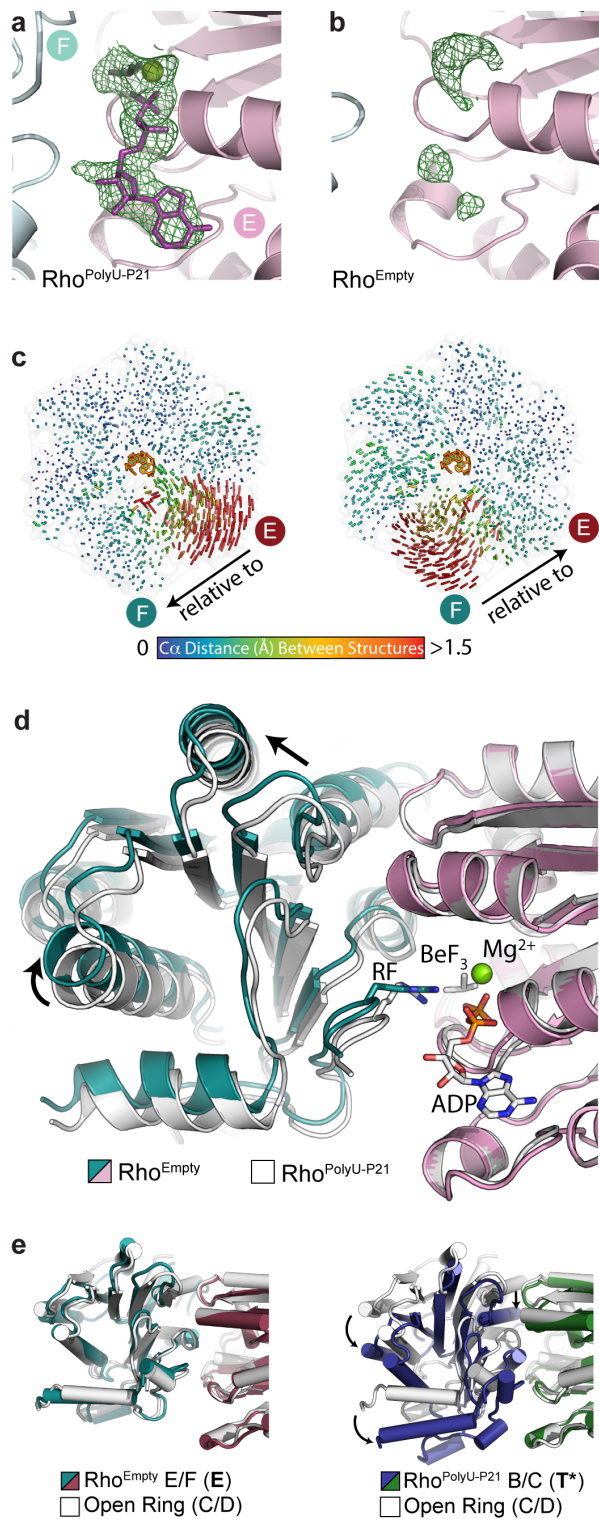 a
F
E
Rho^PolyU-P21
b
Rho^Empty
c
E
relative to
F
E
relative to
F
0 Cα Distance (Å) Between Structures >1.5
d
RF
BeF₃
Mg²⁺
ADP
Rho^Empty
Rho^PolyU-P21
e
Rho^Empty E/F (E)
Open Ring (C/D)
Rho^PolyU-P21 B/C (T*)
Open Ring (C/D)